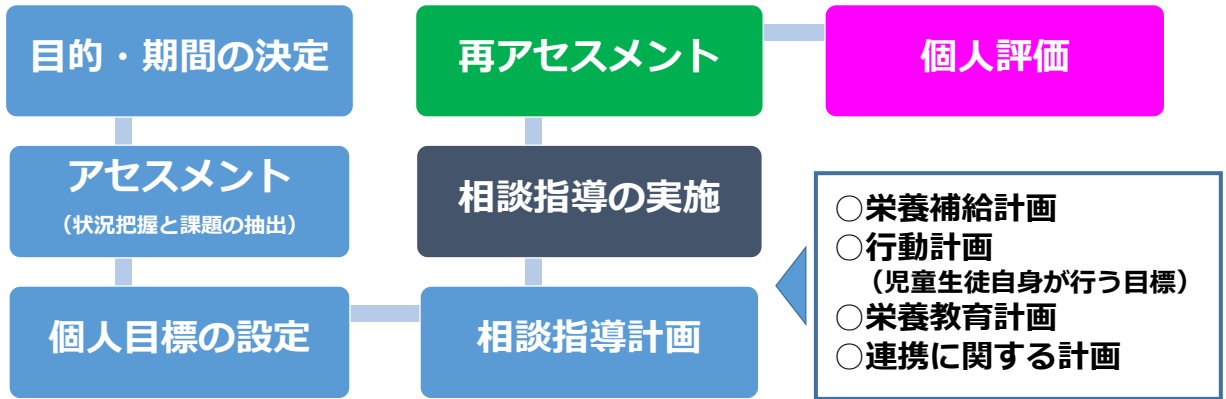 目的・期間の決定
アセスメント
（状況把握と課題の抽出）
個人目標の設定
相談指導計画
相談指導の実施
再アセスメント
個人評価
○栄養補給計画
○行動計画
（児童生徒自身が行う目標）
○栄養教育計画
○連携に関する計画